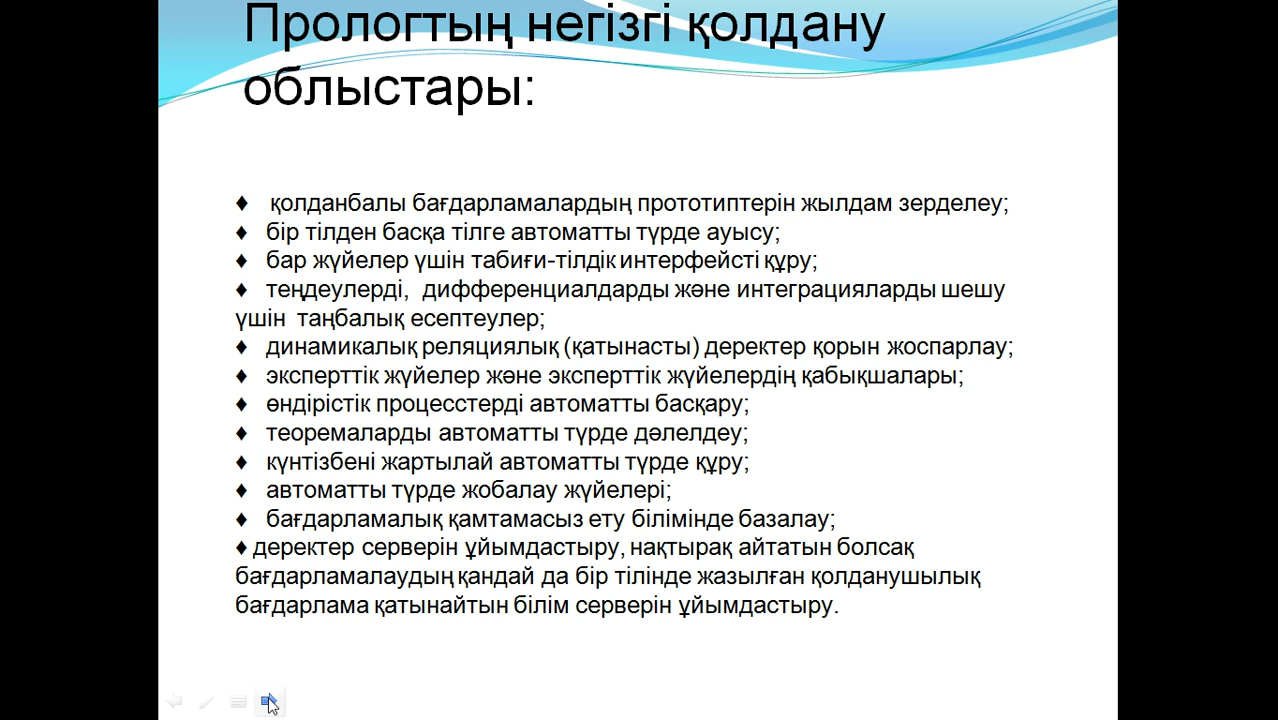 Прологтың негізгі қолдану
облыстары:
♦ қолданбалы бағдарламалардың прототиптерін жылдам зерделеу;
♦ бір тілден басқа тілге автоматты түрде ауысу;
♦ бар жүйелер үшін табиғи-тілдік интерфейсті құру;
♦ теңдеулерді, дифференциалдарды және интеграцияларды шешу
үшін таңбалық есептеулер;
♦ динамикалық реляциялық (қатынасты) деректер қорын жоспарлау;
♦ эксперттік жүйелер және эксперттік жүйелердің қабықшалары;
♦ өндірістік процесстерді автоматты басқару;
♦ теоремаларды автоматты түрде дәлелдеу;
♦ күнтізбені жартылай автоматты түрде құру;
♦ автоматты түрде жобалау жүйелері;
♦ бағдарламалық қамтамасыз ету білімінде базалау;
♦ деректер серверін ұйымдастыру, нақтырақ айтатын болсақ
бағдарламалаудың қандай да бір тілінде жазылған қолданушылық
бағдарлама қатынайтын білім серверін ұйымдастыру.